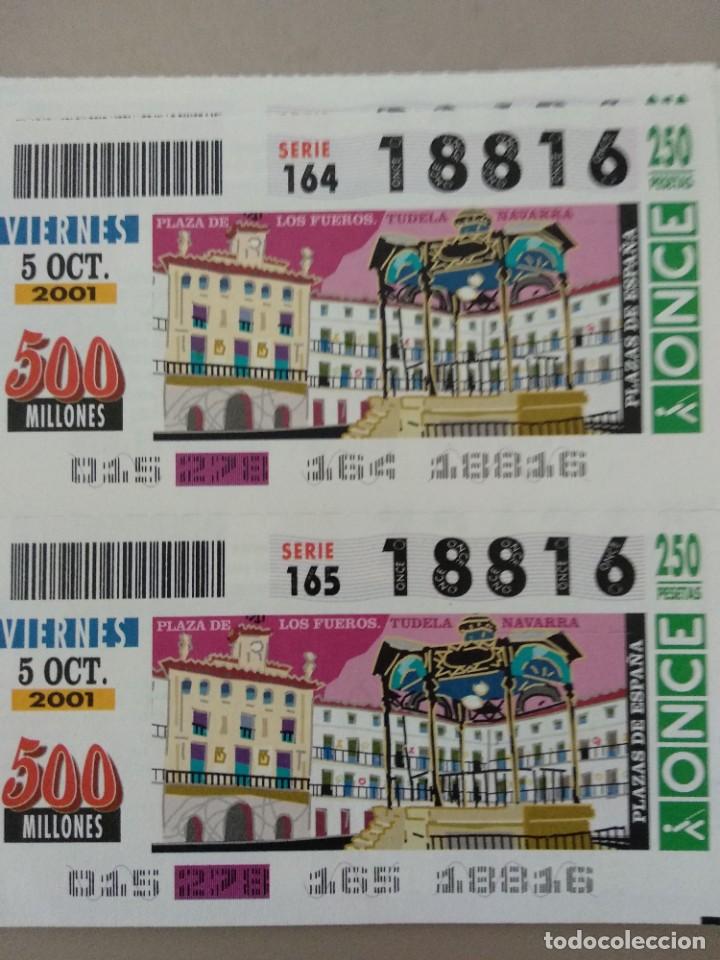 SERIE
164
18816
250
PESETAS
VIERNES
5 OCT.
2001
500
MILLONES
PLAZA DE LOS FUEROS. TUDELA NAVARRA
PLAZAS DE ESPAÑA
ONCE
015 278 164 18816
SERIE
165
18816
250
PESETAS
VIERNES
5 OCT.
2001
500
MILLONES
PLAZA DE LOS FUEROS. TUDELA NAVARRA
PLAZAS DE ESPAÑA
ONCE
015 278 165 18816
todocoleccion.net